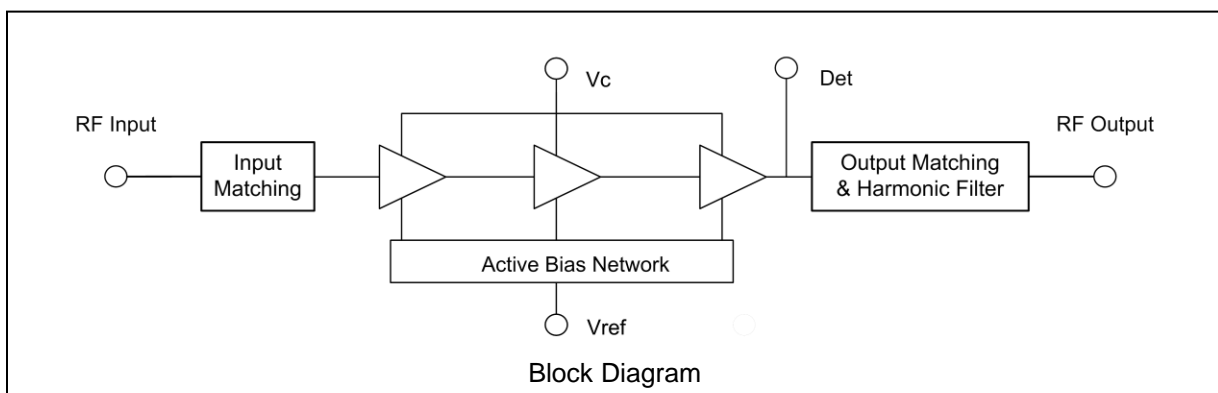 Vc
Det
RF Input
RF Output
Input
Matching
Output Matching
& Harmonic Filter
Active Bias Network
Vref
Block Diagram